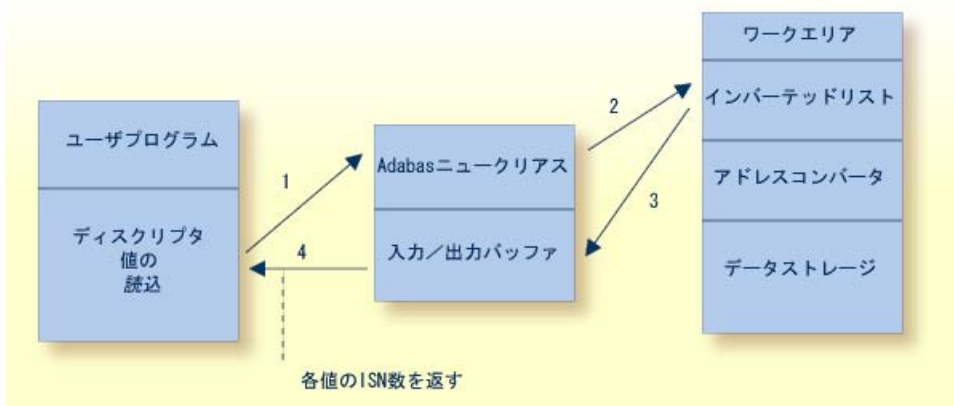 ユーザプログラム
ディスクリプタ
値の
読込
1
4
Adabasニュークリアス
入力／出力バッファ
2
3
ワークエリア
インバーテッドリスト
アドレスコンバータ
データストレージ
各値のISN数を返す